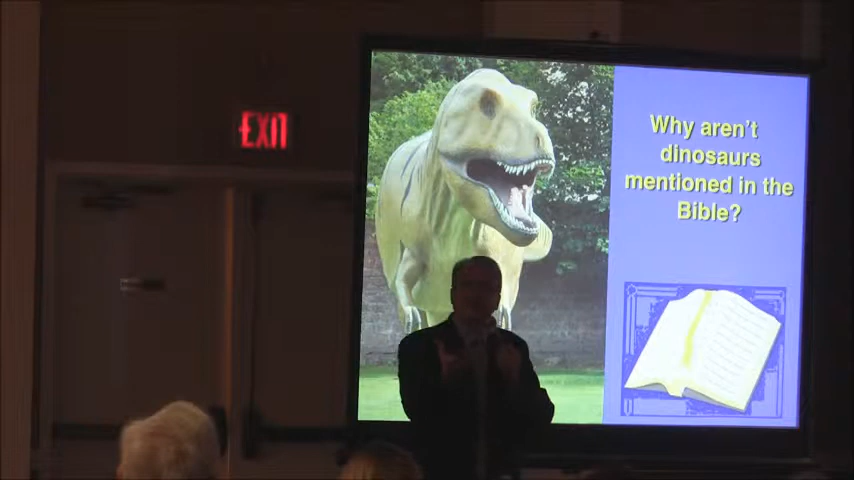 EXIT
Why aren't
dinosaurs
mentioned in the
Bible?